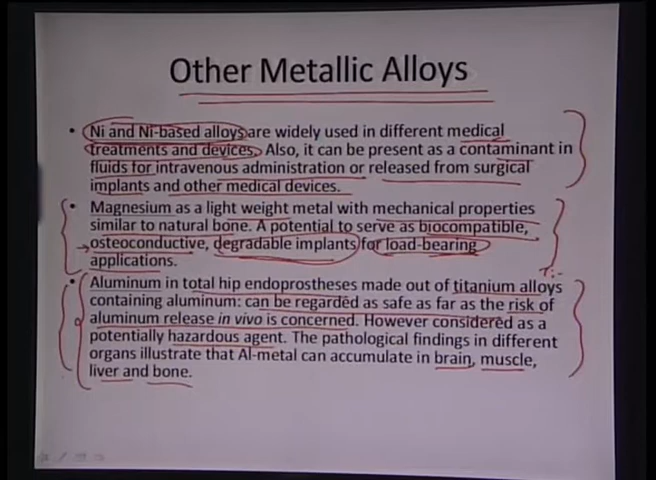 Other Metallic Alloys
• Ni and Ni-based alloys are widely used in different medical
treatments and devices. Also, it can be present as a contaminant in
fluids for intravenous administration or released from surgical
implants and other medical devices.
• Magnesium as a light weight metal with mechanical properties
similar to natural bone. A potential to serve as biocompatible,
osteoconductive, degradable implants for load-bearing
applications.
Ti-
• Aluminum in total hip endoprostheses made out of titanium alloys
containing aluminum: can be regarded as safe as far as the risk of
aluminum release in vivo is concerned. However considered as a
potentially hazardous agent. The pathological findings in different
organs illustrate that Al-metal can accumulate in brain, muscle,
liver and bone.